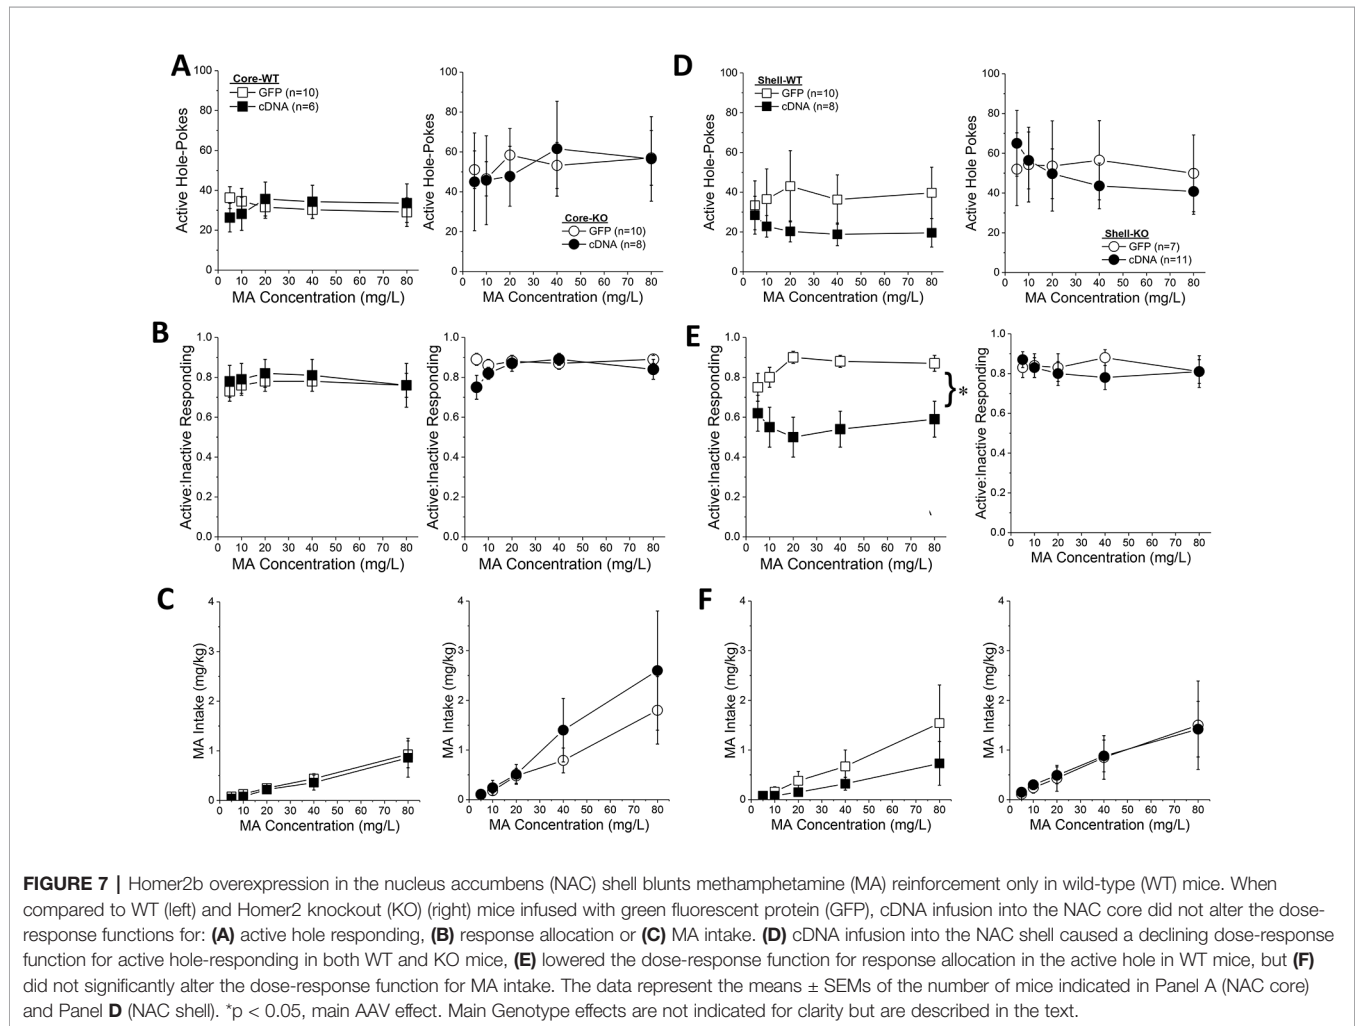 A
Core-WT
GFP (n=10)
cDNA (n=6)
Active Hole-Pokes
100
80
60
40
20
0
0 10 20 30 40 50 60 70 80
MA Concentration (mg/L)
Active Hole-Pokes
100
80
60
40
20
0
Core-KO
GFP (n=10)
cDNA (n=8)
0 10 20 30 40 50 60 70 80
MA Concentration (mg/L)
D
Shell-WT
GFP (n=10)
cDNA (n=8)
Active Hole-Pokes
100
80
60
40
20
0
0 10 20 30 40 50 60 70 80
MA Concentration (mg/L)
Active Hole Pokes
100
80
60
40
20
0
Shell-KO
GFP (n=7)
cDNA (n=11)
0 10 20 30 40 50 60 70 80
MA Concentration (mg/L)
B
Active:Inactive Responding
1.0
0.8
0.6
0.4
0.2
0.0
0 10 20 30 40 50 60 70 80
MA Concentration (mg/L)
Active:Inactive Responding
1.0
0.8
0.6
0.4
0.2
0.0
0 10 20 30 40 50 60 70 80
MA Concentration (mg/L)
E
Active:Inactive Responding
1.0
0.8
0.6
0.4
0.2
0.0
} *
0 10 20 30 40 50 60 70 80
MA Concentration (mg/L)
Active:Inactive Responding
1.0
0.8
0.6
0.4
0.2
0.0
0 10 20 30 40 50 60 70 80
MA Concentration (mg/L)
C
MA Intake (mg/kg)
4
3
2
1
0
0 10 20 30 40 50 60 70 80
MA Concentration (mg/L)
MA Intake (mg/kg)
4
3
2
1
0
0 10 20 30 40 50 60 70 80
MA Concentration (mg/L)
F
MA Intake (mg/kg)
4
3
2
1
0
0 10 20 30 40 50 60 70 80
MA Concentration (mg/L)
MA Intake (mg/kg)
4
3
2
1
0
0 10 20 30 40 50 60 70 80
MA Concentration (mg/L)
FIGURE 7 | Homer2b overexpression in the nucleus accumbens (NAC) shell blunts methamphetamine (MA) reinforcement only in wild-type (WT) mice. When
compared to WT (left) and Homer2 knockout (KO) (right) mice infused with green fluorescent protein (GFP), cDNA infusion into the NAC core did not alter the dose-
response functions for: (A) active hole responding, (B) response allocation or (C) MA intake. (D) cDNA infusion into the NAC shell caused a declining dose-response
function for active hole-responding in both WT and KO mice, (E) lowered the dose-response function for response allocation in the active hole in WT mice, but (F)
did not significantly alter the dose-response function for MA intake. The data represent the means ± SEMs of the number of mice indicated in Panel A (NAC core)
and Panel D (NAC shell). *p < 0.05, main AAV effect. Main Genotype effects are not indicated for clarity but are described in the text.